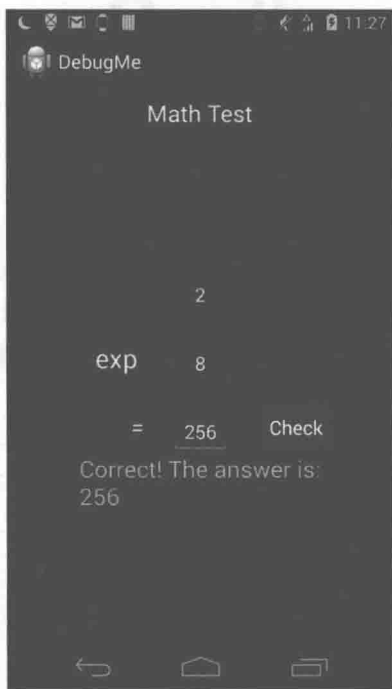 11:27
DebugMe
Math Test
2
exp 8
= 256 Check
Correct! The answer is:
256